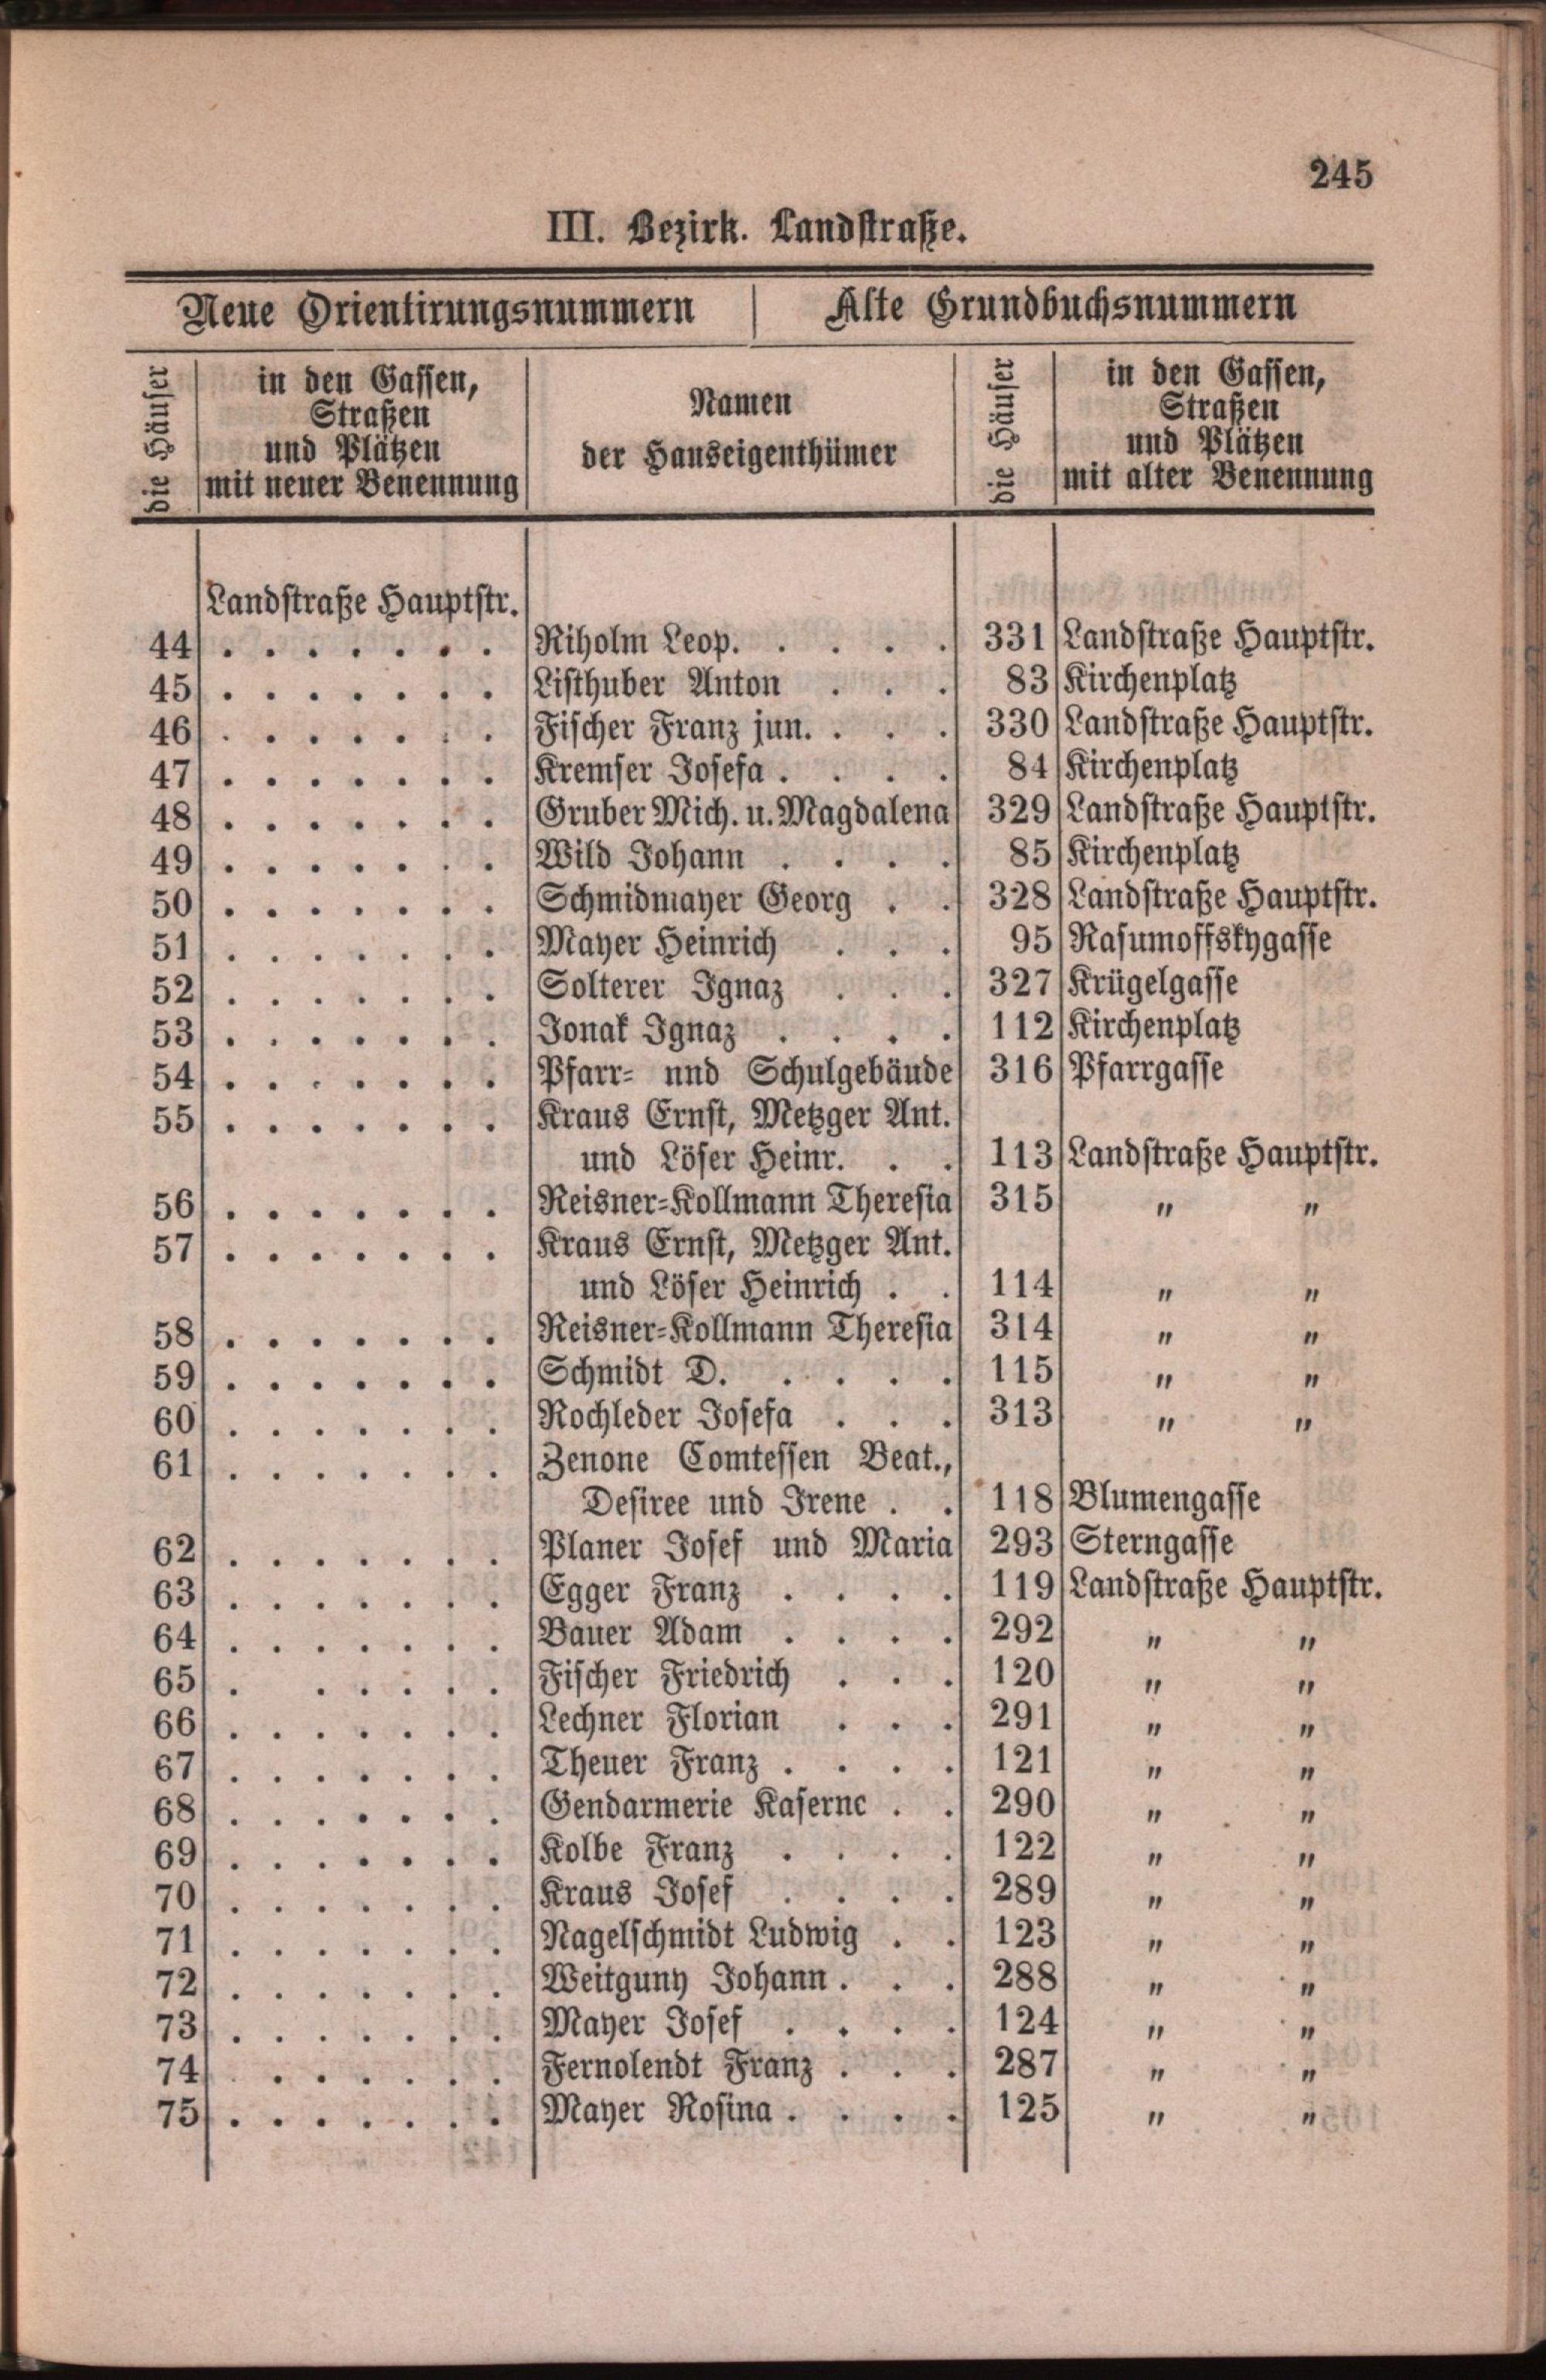 245
III. Bezirk. Landstraße.
Neue Orientirungsnummern | Alte Grundbuchsnummern
die Häuser | in den Gassen, Straßen und Plätzen mit neuer Benennung | Namen der Hauseigenthümer | die Häuser | in den Gassen, Straßen und Plätzen mit alter Benennung
Landstraße Hauptstr.
44 . . . . . . . Riholm Leop. . . . . 331 Landstraße Hauptstr.
45 . . . . . . . Listhuber Anton . . . 83 Kirchenplatz
46 . . . . . . . Fischer Franz jun. . . . 330 Landstraße Hauptstr.
47 . . . . . . . Kremser Josefa . . . . 84 Kirchenplatz
48 . . . . . . . Gruber Mich. u. Magdalena 329 Landstraße Hauptstr.
49 . . . . . . . Wild Johann . . . . 85 Kirchenplatz
50 . . . . . . . Schmidmayer Georg . . 328 Landstraße Hauptstr.
51 . . . . . . . Mayer Heinrich . . . 95 Rasumoffskygasse
52 . . . . . . . Solterer Ignaz . . . 327 Krügelgasse
53 . . . . . . . Jonak Ignaz . . . . 112 Kirchenplatz
54 . . . . . . . Pfarr- und Schulgebäude 316 Pfarrgasse
55 . . . . . . . Kraus Ernst, Metzger Ant.
und Löser Heinr. . . 113 Landstraße Hauptstr.
56 . . . . . . . Reisner-Kollmann Theresia 315 " "
57 . . . . . . . Kraus Ernst, Metzger Ant.
und Löser Heinrich . . 114 " "
58 . . . . . . . Reisner-Kollmann Theresia 314 " "
59 . . . . . . . Schmidt D. . . . . . 115 " "
60 . . . . . . . Rochleder Josefa . . . 313 " "
61 . . . . . . . Zenone Comtessen Beat.,
Desiree und Irene . . 118 Blumengasse
62 . . . . . . . Planer Josef und Maria 293 Sterngasse
63 . . . . . . . Egger Franz . . . . 119 Landstraße Hauptstr.
64 . . . . . . . Bauer Adam . . . . 292 " "
65 . . . . . . Fischer Friedrich . . . 120 " "
66 . . . . . . . Lechner Florian . . . 291 " "
67 . . . . . . . Theuer Franz . . . . 121 " "
68 . . . . . . . Gendarmerie Kaserne . . 290 " "
69 . . . . . . . Kolbe Franz . . . . 122 " "
70 . . . . . . . Kraus Josef . . . . 289 " "
71 . . . . . . . Nagelschmidt Ludwig . . 123 " "
72 . . . . . . . Weitguny Johann . . . 288 " "
73 . . . . . . . Mayer Josef . . . . 124 " "
74 . . . . . . . Fernolendt Franz . . . 287 " "
75 . . . . . . . Mayer Rosina . . . . 125 " "